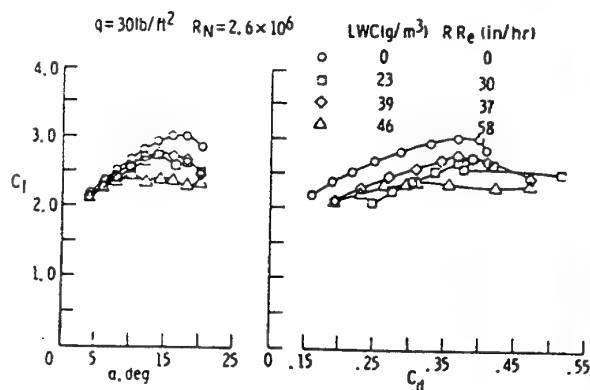 q = 30lb/ft² R_N = 2.6 × 10⁶
LWC(g/m³) RR_e (in/hr)
0 0
23 30
39 37
46 58
4.0
3.0
C_l
2.0
1.0
0 5 15 25
a, deg
0 .15 .25 .35 .45 .55
C_d